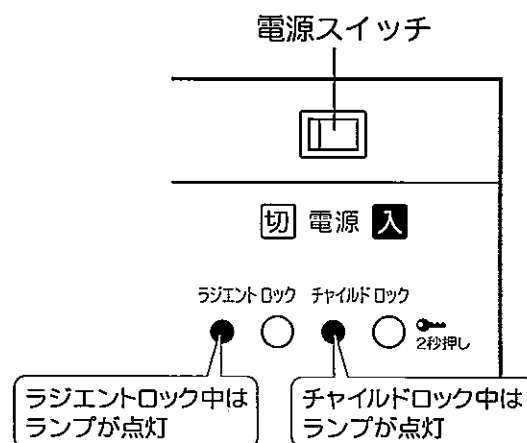 電源スイッチ
切 電源 入
ラジエントロック チャイルドロック
2秒押し
ラジエントロック中は
ランプが点灯
チャイルドロック中は
ランプが点灯